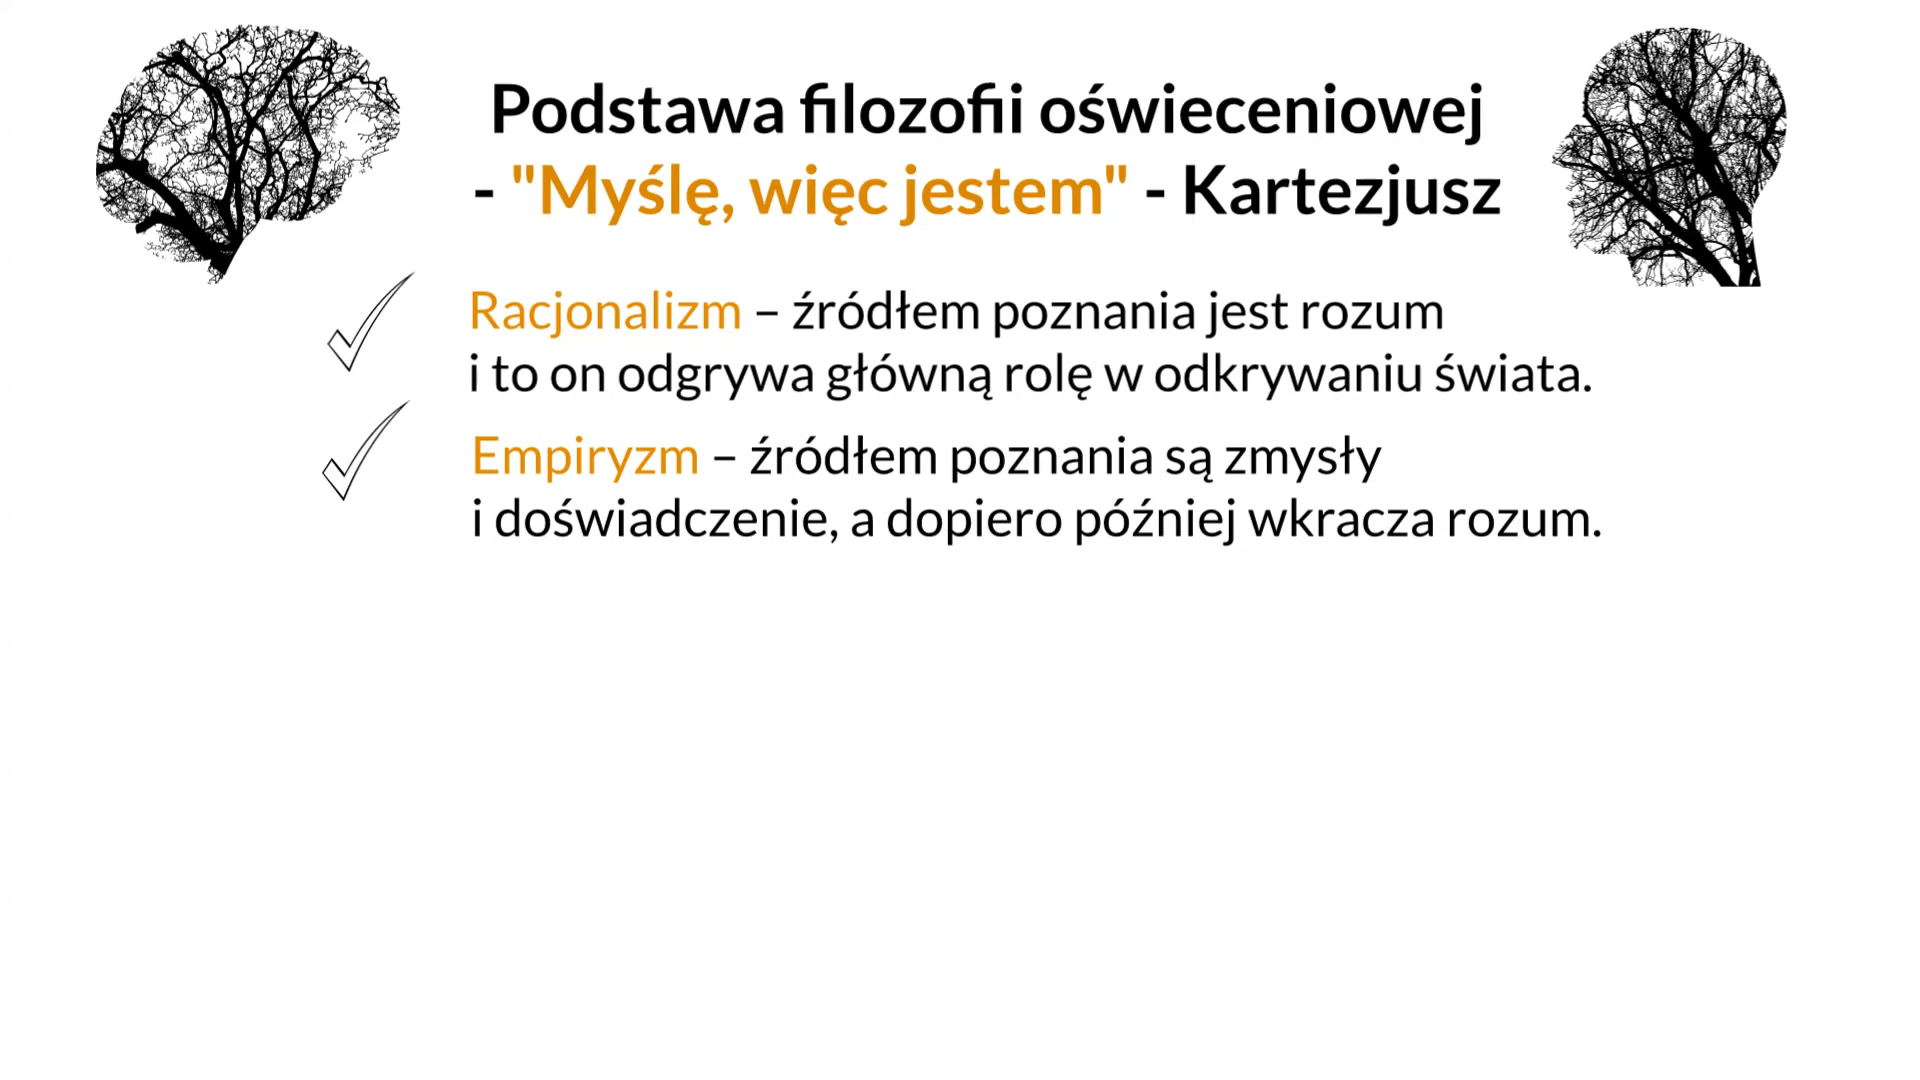 Podstawa filozofii oświeceniowej
- "Myślę, więc jestem" - Kartezjusz
Racjonalizm – źródłem poznania jest rozum
i to on odgrywa główną rolę w odkrywaniu świata.
Empiryzm – źródłem poznania są zmysły
i doświadczenie, a dopiero później wkracza rozum.